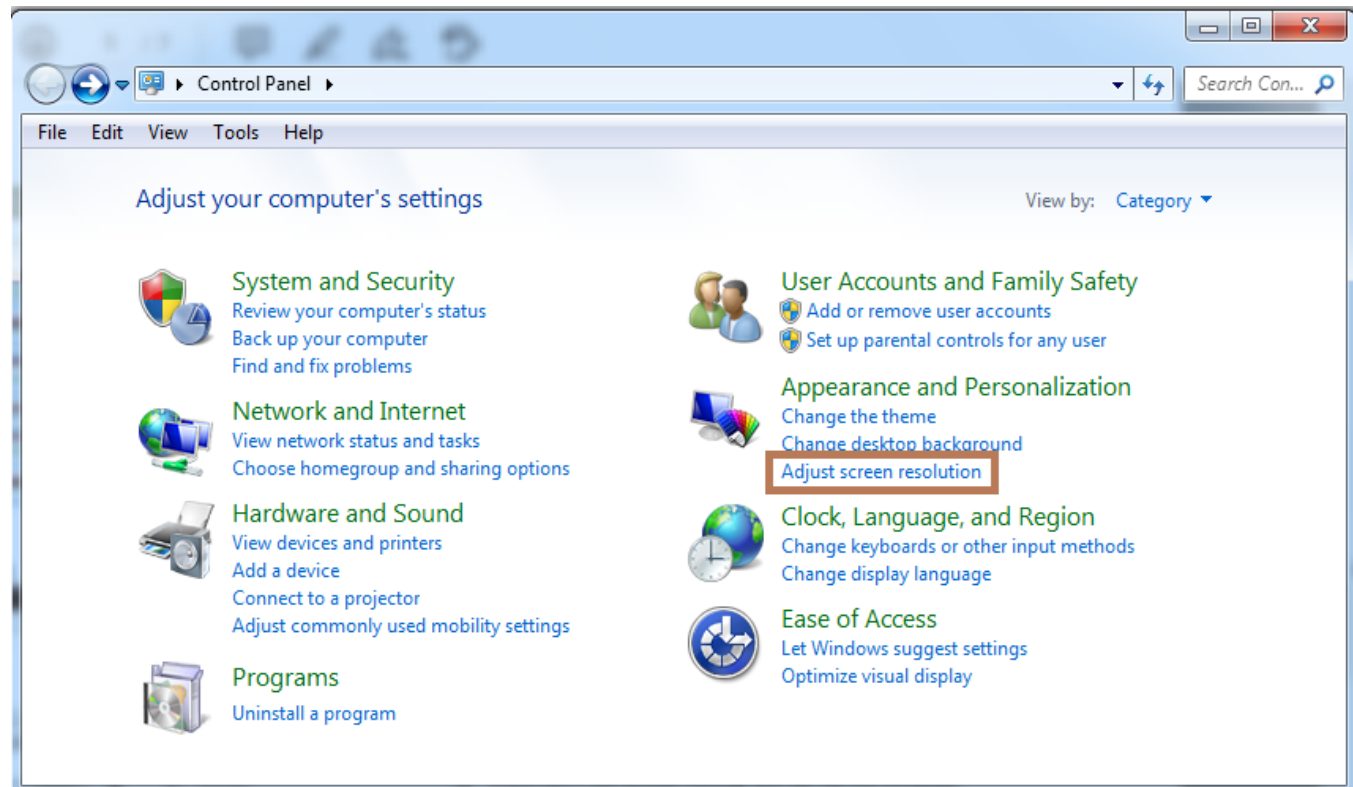 Control Panel
Search Con...
File Edit View Tools Help
Adjust your computer's settings
View by: Category
System and Security
Review your computer's status
Back up your computer
Find and fix problems
Network and Internet
View network status and tasks
Choose homegroup and sharing options
Hardware and Sound
View devices and printers
Add a device
Connect to a projector
Adjust commonly used mobility settings
Programs
Uninstall a program
User Accounts and Family Safety
Add or remove user accounts
Set up parental controls for any user
Appearance and Personalization
Change the theme
Change desktop background
Adjust screen resolution
Clock, Language, and Region
Change keyboards or other input methods
Change display language
Ease of Access
Let Windows suggest settings
Optimize visual display